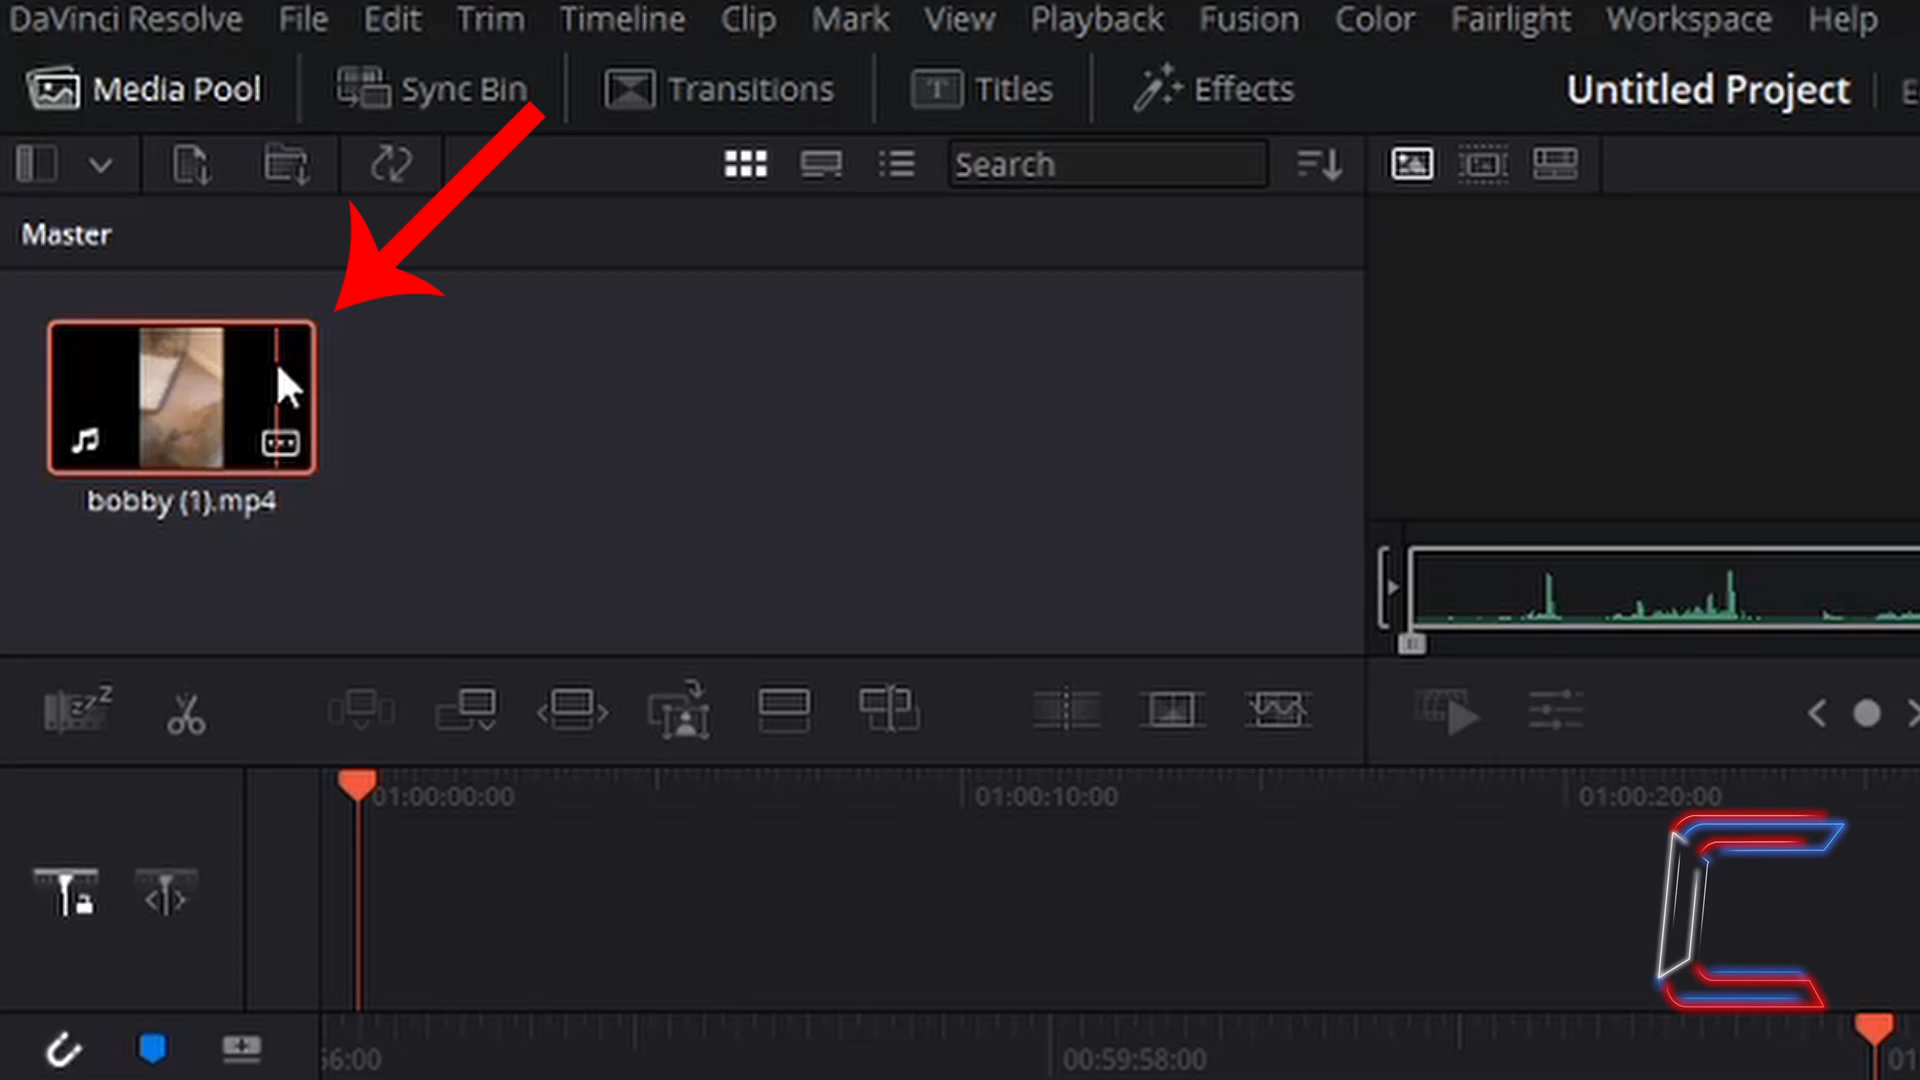 DaVinci Resolve File Edit Trim Timeline Clip Mark View Playback Fusion Color Fairlight Workspace Help
Media Pool Sync Bin Transitions Titles Effects Untitled Project
Search
Master
bobby (1).mp4
01:00:00:00 01:00:10:00 01:00:20:00
56:00 00:59:58:00 01